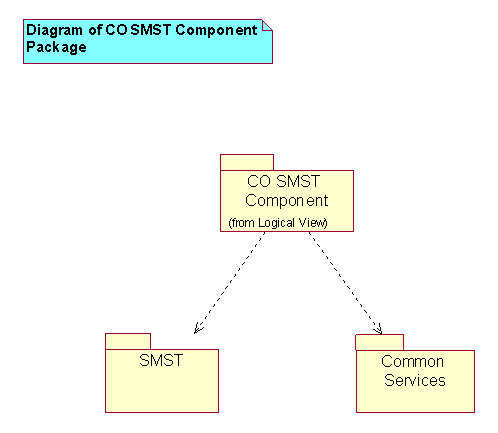 Diagram of CO SMST Component
Package
CO SMST
Component
(from Logical View)
SMST
Common
Services